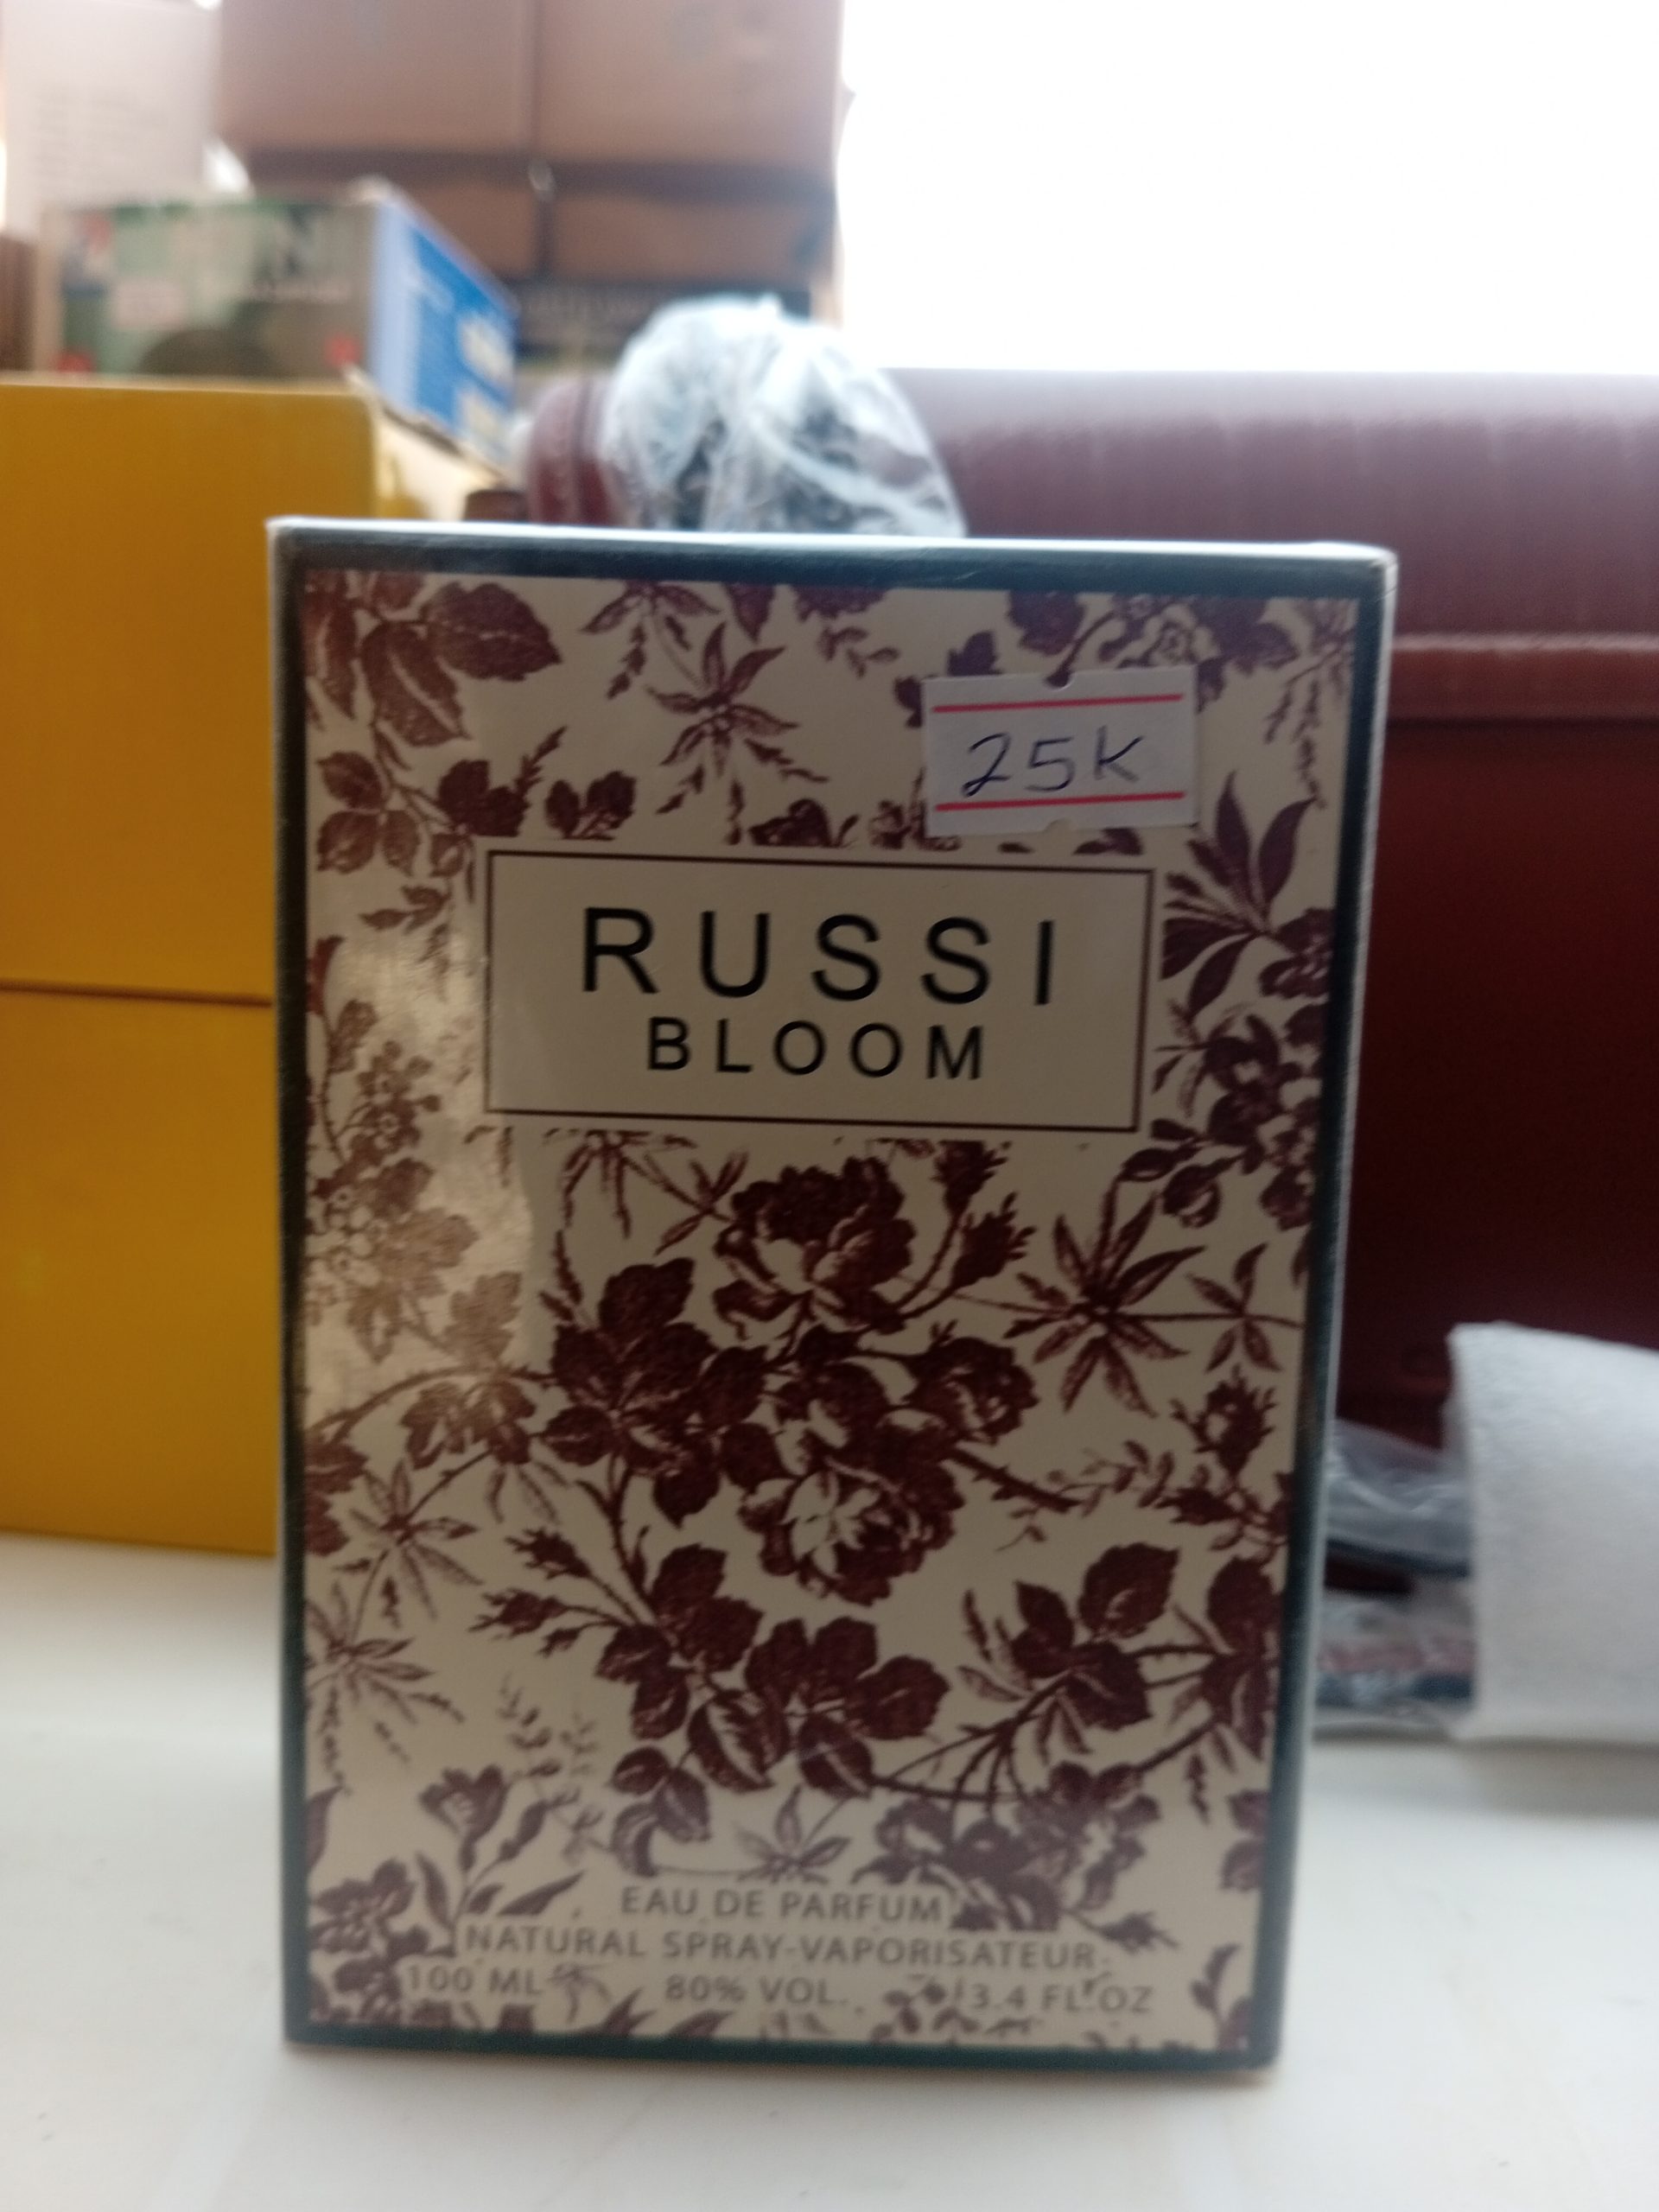 25K
RUSSI
BLOOM
EAU DE PARFUM
NATURAL SPRAY-VAPORISATEUR
100 ML 80% VOL. 3.4 FL.OZ